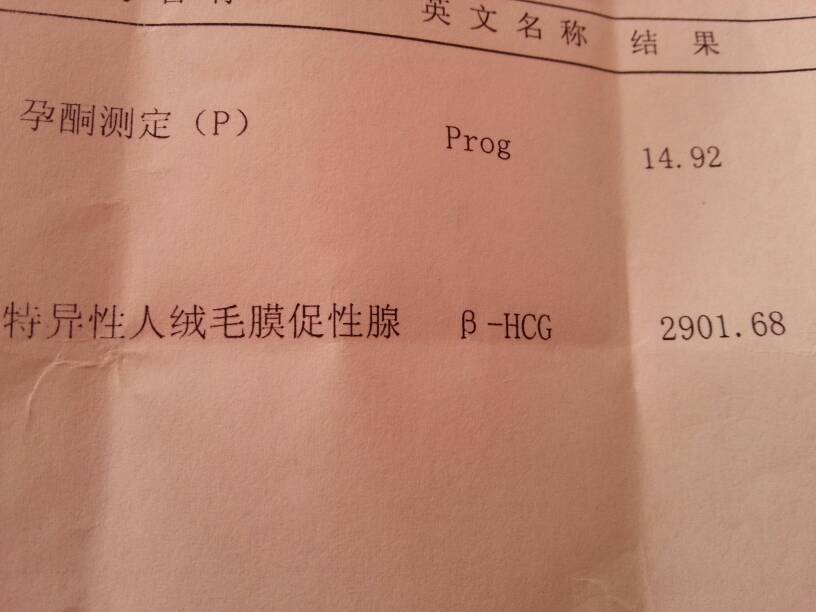 英文名称 结果
孕酮测定（P） Prog 14.92
特异性人绒毛膜促性腺 β-HCG 2901.68